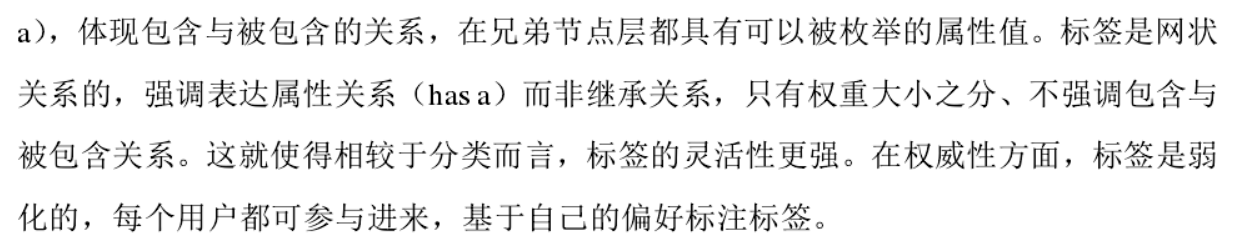 a），体现包含与被包含的关系，在兄弟节点层都具有可以被枚举的属性值。标签是网状
关系的，强调表达属性关系（has a）而非继承关系，只有权重大小之分、不强调包含与
被包含关系。这就使得相较于分类而言，标签的灵活性更强。在权威性方面，标签是弱
化的，每个用户都可参与进来，基于自己的偏好标注标签。